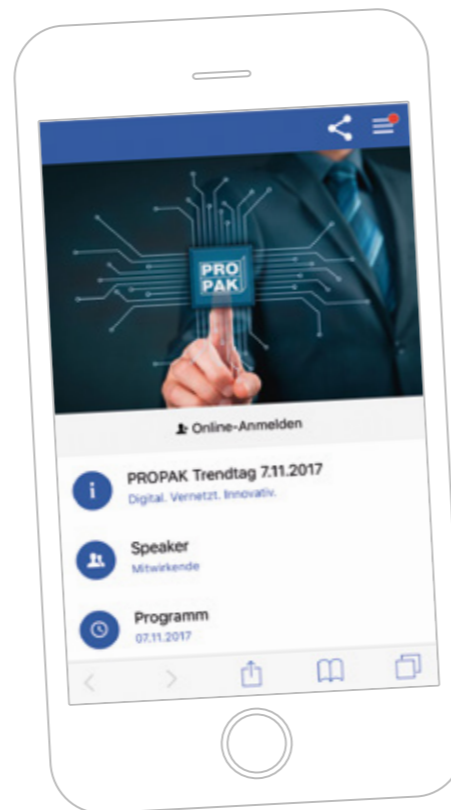 PRO
PAK
Online-Anmelden
PROPAK Trendtag 7.11.2017
Digital. Vernetzt. Innovativ.
Speaker
Mitwirkende
Programm
07.11.2017